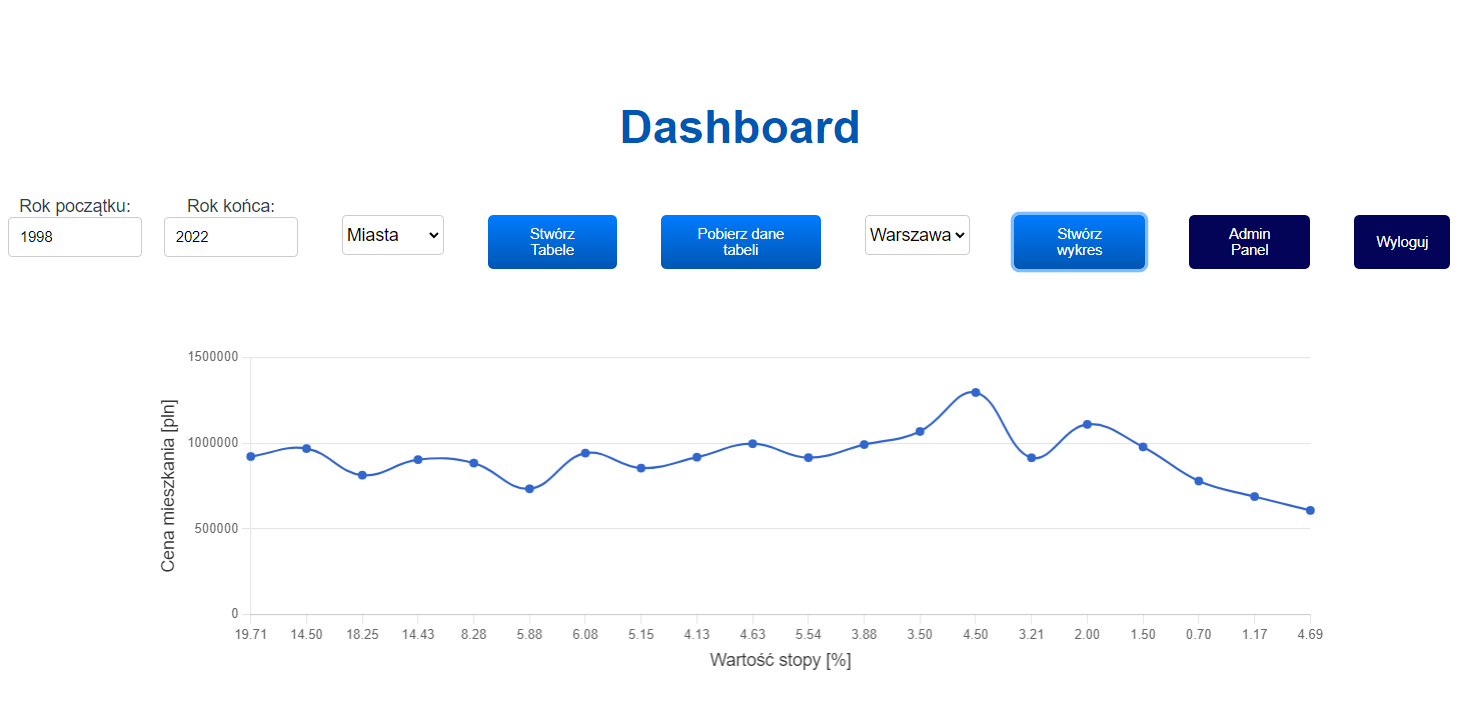 Dashboard
Rok początku:
Rok końca:
1998
2022
Miasta
Stwórz
Tabele
Pobierz dane
tabeli
Warszawa
Stwórz
wykres
Admin
Panel
Wyloguj
Cena mieszkania [pln]
1500000
1000000
500000
0
19.71 14.50 18.25 14.43 8.28 5.88 6.08 5.15 4.13 4.63 5.54 3.88 3.50 4.50 3.21 2.00 1.50 0.70 1.17 4.69
Wartość stopy [%]